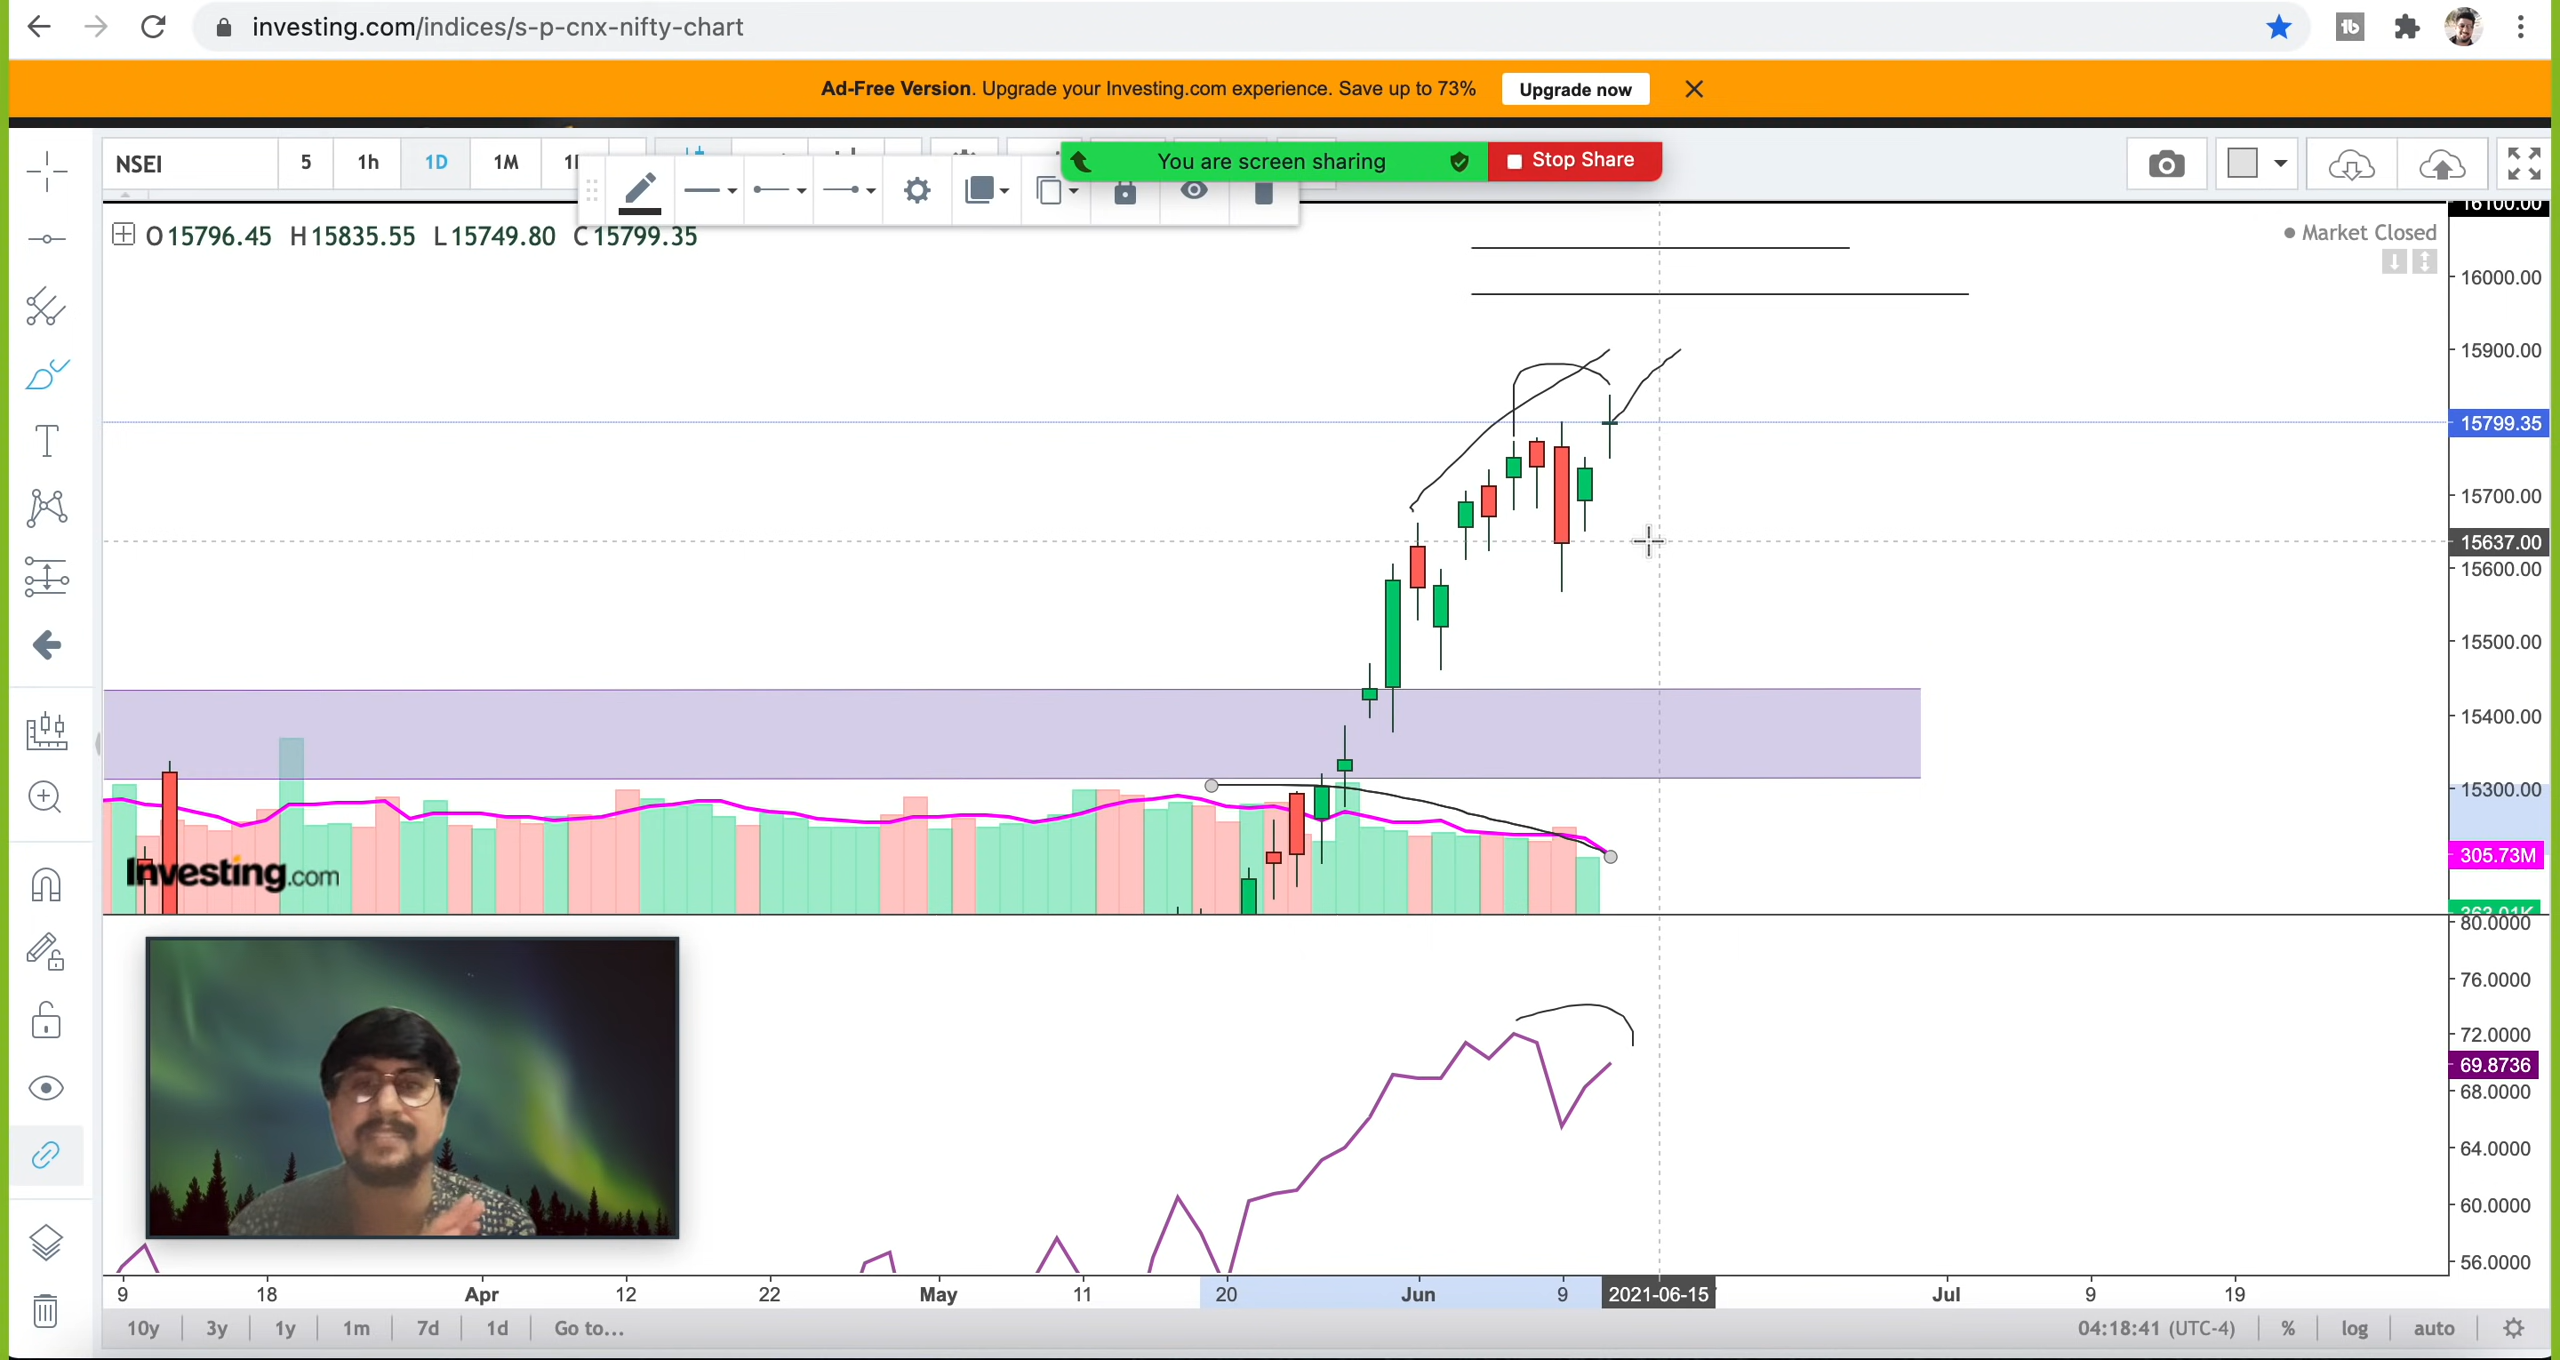 investing.com/indices/s-p-cnx-nifty-chart
Ad-Free Version. Upgrade your Investing.com experience. Save up to 73%
Upgrade now
NSEI
5
1h
1D
1M
You are screen sharing
Stop Share
O 15796.45 H 15835.55 L 15749.80 C 15799.35
Market Closed
16100.00
16000.00
15900.00
15799.35
15700.00
15637.00
15600.00
15500.00
15400.00
15300.00
305.73M
Investing.com
80.0000
76.0000
72.0000
69.8736
68.0000
64.0000
60.0000
56.0000
9 18 Apr 12 22 May 11 20 Jun 9 2021-06-15 Jul 9 19
10y 3y 1y 1m 7d 1d Go to...
04:18:41 (UTC-4) % log auto